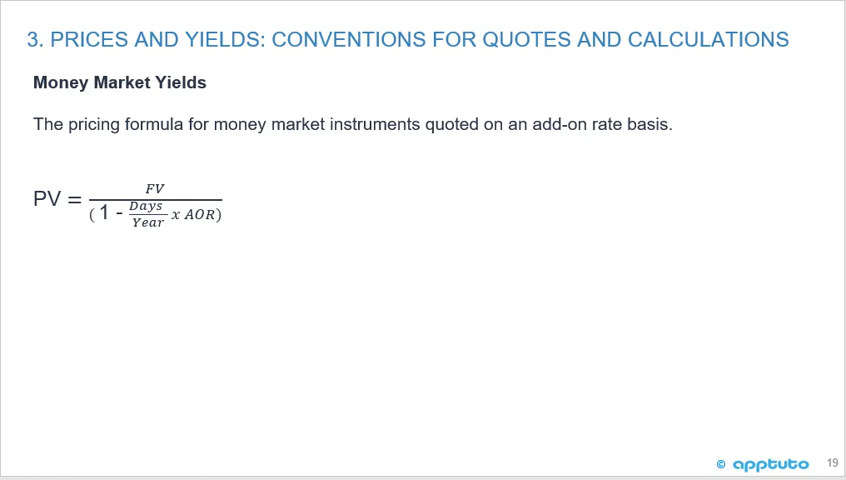 3. PRICES AND YIELDS: CONVENTIONS FOR QUOTES AND CALCULATIONS
Money Market Yields
The pricing formula for money market instruments quoted on an add-on rate basis.
PV = FV / (1 - Days/Year x AOR)
© apptuto 19